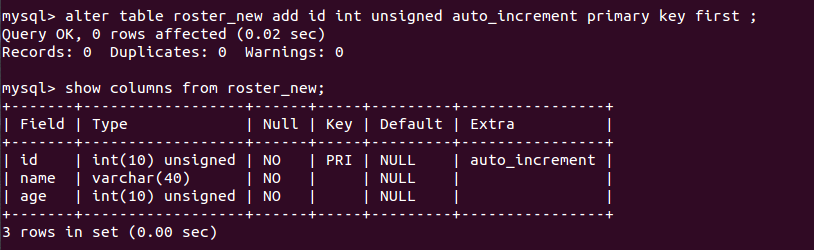 mysql> alter table roster_new add id int unsigned auto_increment primary key first ;
Query OK, 0 rows affected (0.02 sec)
Records: 0  Duplicates: 0  Warnings: 0

mysql> show columns from roster_new;
+-------+------------------+------+-----+---------+----------------+
| Field | Type             | Null | Key | Default | Extra          |
+-------+------------------+------+-----+---------+----------------+
| id    | int(10) unsigned | NO   | PRI | NULL    | auto_increment |
| name  | varchar(40)      | NO   |     | NULL    |                |
| age   | int(10) unsigned | NO   |     | NULL    |                |
+-------+------------------+------+-----+---------+----------------+
3 rows in set (0.00 sec)